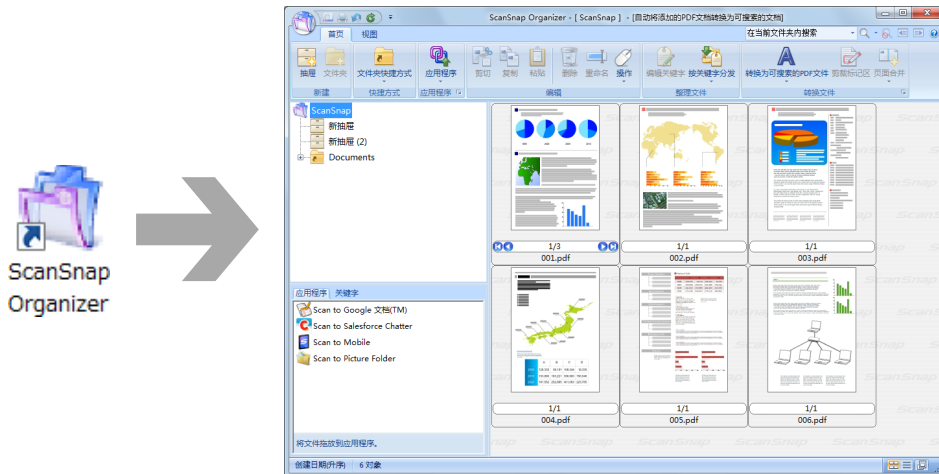 ScanSnap
Organizer
ScanSnap Organizer - [ ScanSnap ] - [自动将添加的PDF文档转换为可搜索的文档]
首页 视图
在当前文件夹内搜索
抽屉 文件夹 文件夹快捷方式 应用程序 剪切 复制 粘贴 删除 重命名 操作 编辑关键字 按关键字分发 转换为可搜索的PDF文件 剪裁标记区 页面合并
新建 快捷方式 应用程序 编辑 整理文件 转换文件
ScanSnap
新抽屉
新抽屉 (2)
Documents
1/3 1/1 1/1
001.pdf 002.pdf 003.pdf
应用程序 关键字
Scan to Google 文档(TM)
Scan to Salesforce Chatter
Scan to Mobile
Scan to Picture Folder
1/1 1/1 1/1
004.pdf 005.pdf 006.pdf
将文件拖放到应用程序。
创建日期(升序) 6 对象